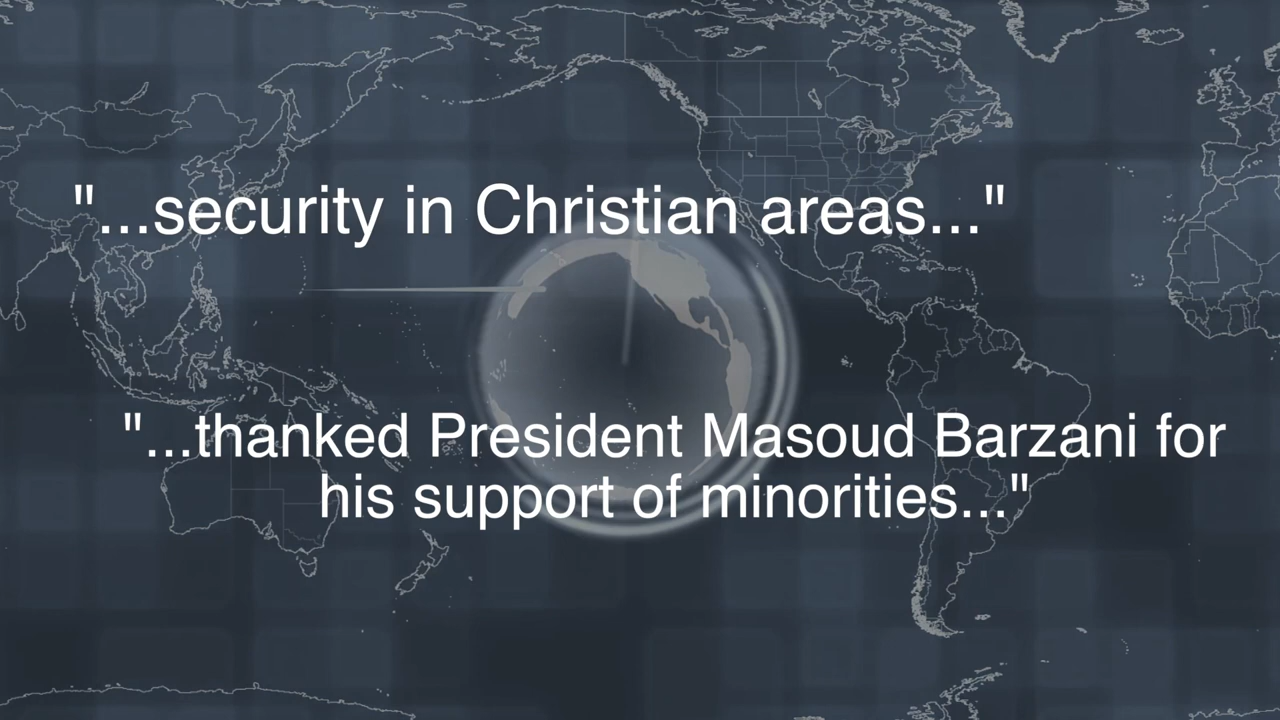 "...security in Christian areas..."
"...thanked President Masoud Barzani for
his support of minorities..."